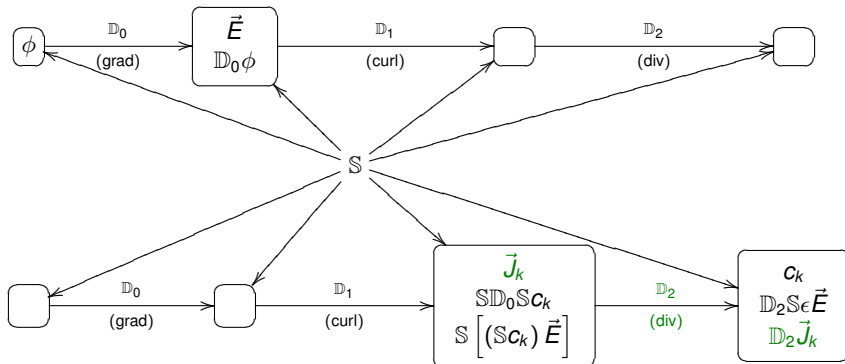 𝔻₀ 𝔻₁ 𝔻₂
ϕ
E⃗
𝔻₀ϕ
(grad) (curl) (div)
𝕊
𝔻₀ 𝔻₁ 𝔻₂
(grad) (curl) (div)
J⃗ₖ
𝕊𝔻₀𝕊cₖ
𝕊 [(𝕊cₖ) E⃗]
cₖ
𝔻₂𝕊ϵE⃗
𝔻₂J⃗ₖ